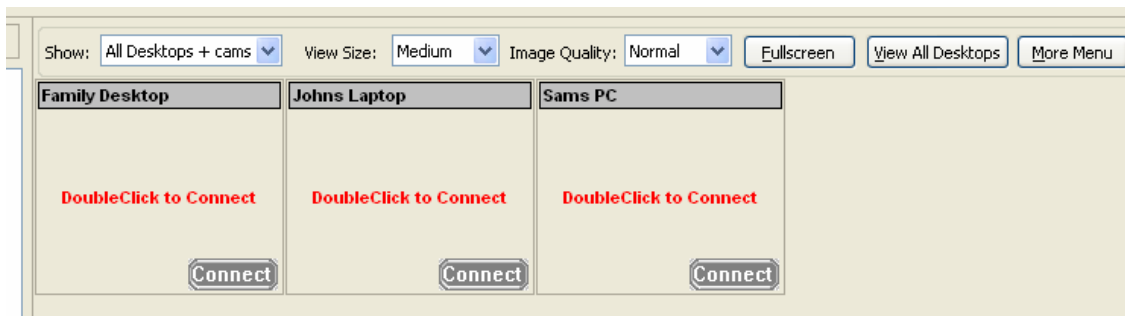 Show: All Desktops + cams View Size: Medium Image Quality: Normal Fullscreen View All Desktops More Menu
Family Desktop Johns Laptop Sams PC
DoubleClick to Connect DoubleClick to Connect DoubleClick to Connect
Connect Connect Connect